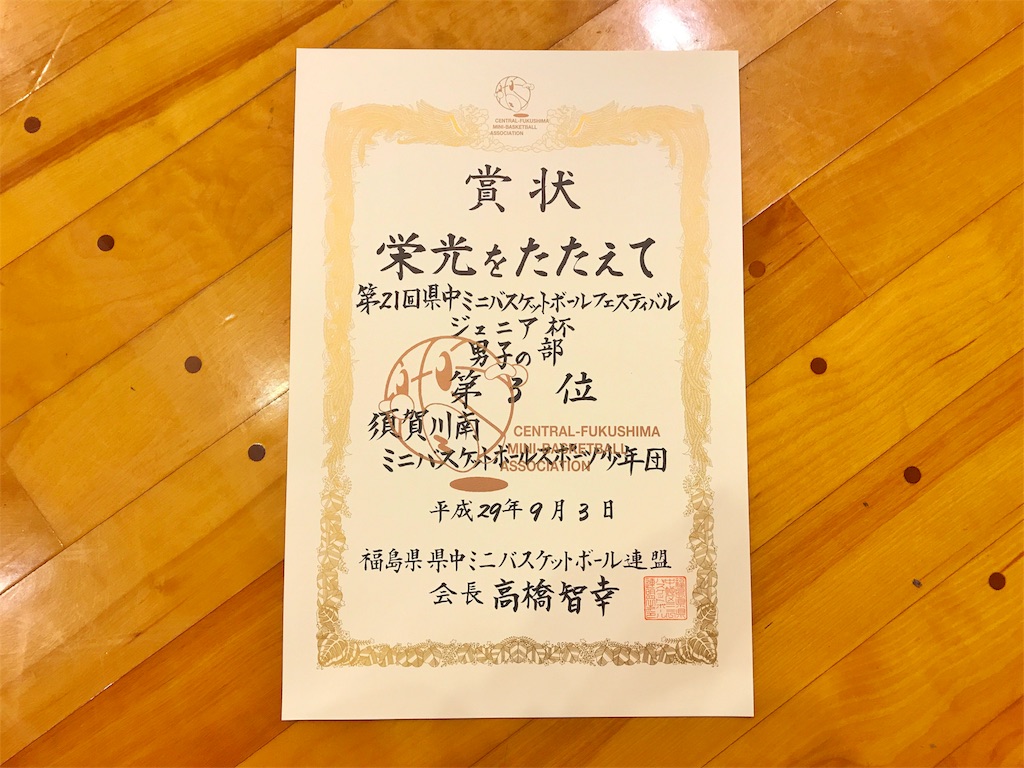 CENTRAL-FUKUSHIMA
MINI-BASKETBALL
ASSOCIATION
賞状
栄光をたたえて
第21回県中ミニバスケットボールフェスティバル
ジュニア杯
男子の部
第3位
須賀川南
ミニバスケットボールスポーツ少年団
CENTRAL-FUKUSHIMA
MINI-BASKETBALL
ASSOCIATION
平成29年9月3日
福島県県中ミニバスケットボール連盟
会長 高橋智幸